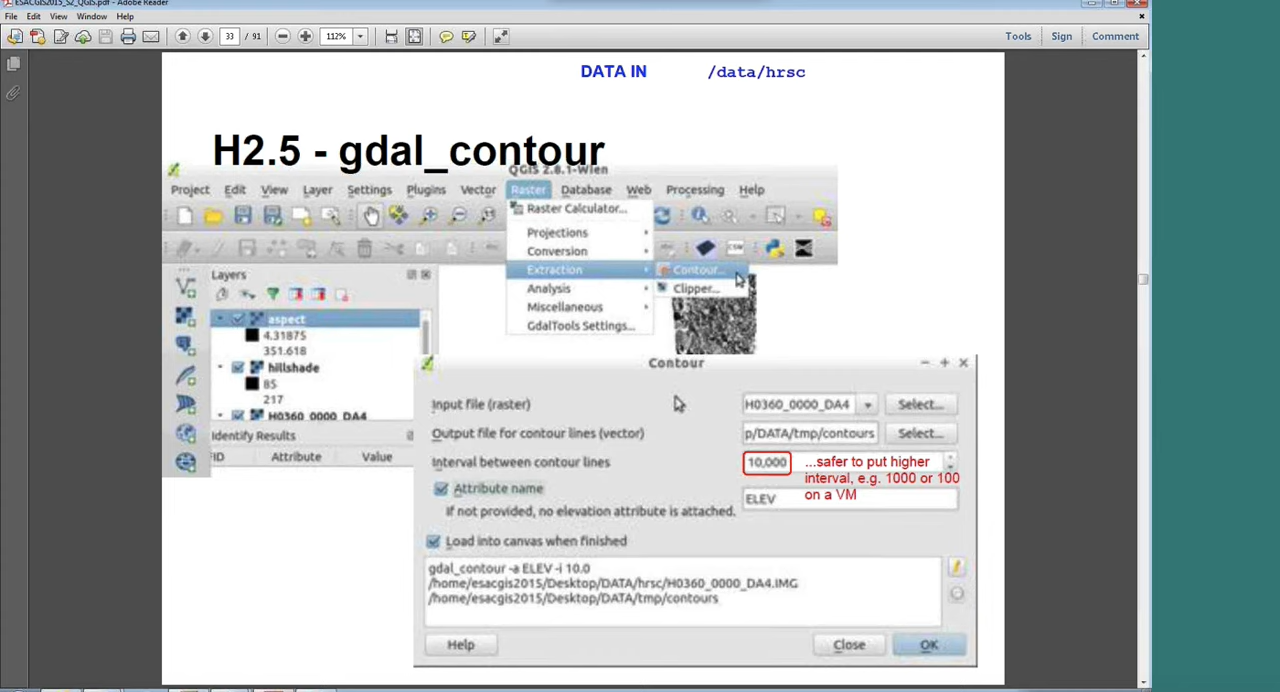 ESACGIS2015_S2_QGIS.pdf - Adobe Reader
File Edit View Window Help
33 / 91 112% Tools Sign Comment
DATA IN /data/hrsc
H2.5 - gdal_contour
QGIS 2.8.1-Wien
Project Edit View Layer Settings Plugins Vector Raster Database Web Processing Help
Raster Calculator...
Projections
Conversion
Extraction
Contour...
Analysis
Clipper...
Miscellaneous
GdalTools Settings...
Layers
aspect
4.31875
351.618
hillshade
85
217
H0360_0000_DA4
Identify Results
FID Attribute Value
Contour
Input file (raster) H0360_0000_DA4 Select...
Output file for contour lines (vector) p/DATA/tmp/contours Select...
Interval between contour lines 10,000
...safer to put higher
interval, e.g. 1000 or 100
on a VM
Attribute name ELEV
If not provided, no elevation attribute is attached.
Load into canvas when finished
gdal_contour -a ELEV -i 10.0
/home/esacgis2015/Desktop/DATA/hrsc/H0360_0000_DA4.IMG
/home/esacgis2015/Desktop/DATA/tmp/contours
Help Close OK